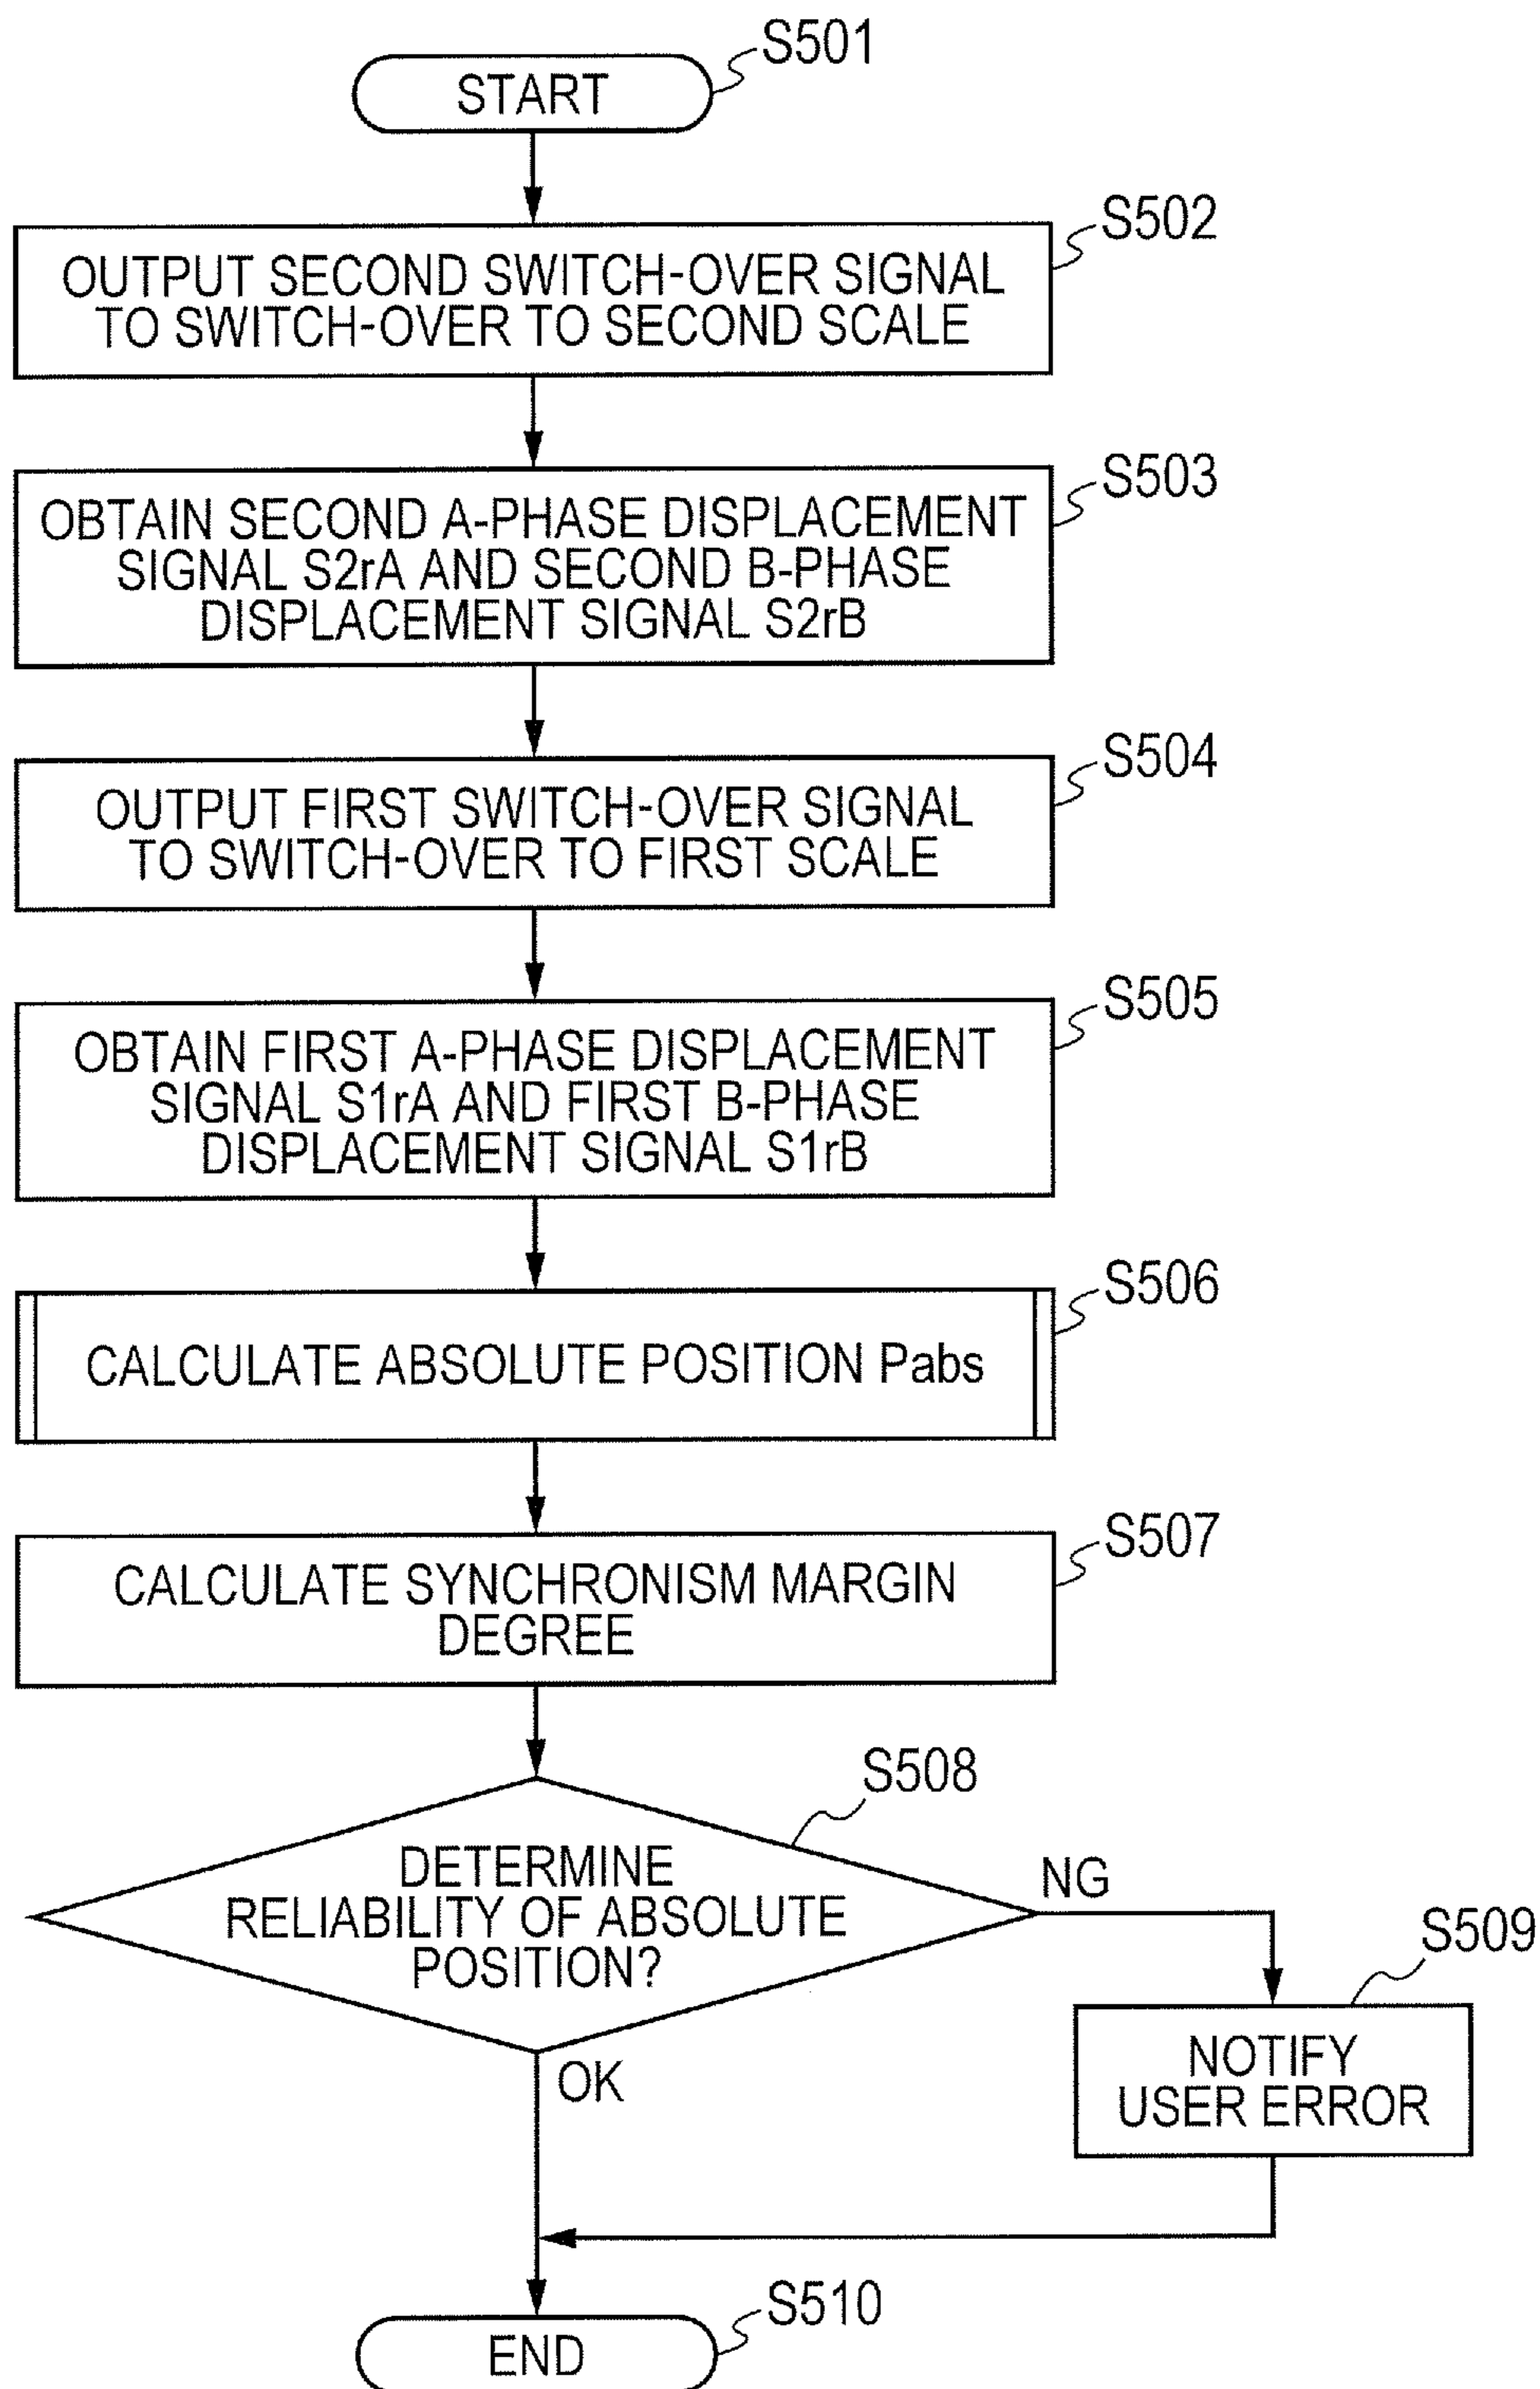 S501
START
S502
OUTPUT SECOND SWITCH-OVER SIGNAL
TO SWITCH-OVER TO SECOND SCALE
S503
OBTAIN SECOND A-PHASE DISPLACEMENT
SIGNAL S2rA AND SECOND B-PHASE
DISPLACEMENT SIGNAL S2rB
S504
OUTPUT FIRST SWITCH-OVER SIGNAL
TO SWITCH-OVER TO FIRST SCALE
S505
OBTAIN FIRST A-PHASE DISPLACEMENT
SIGNAL S1rA AND FIRST B-PHASE
DISPLACEMENT SIGNAL S1rB
S506
CALCULATE ABSOLUTE POSITION Pabs
S507
CALCULATE SYNCHRONISM MARGIN
DEGREE
S508
DETERMINE
RELIABILITY OF ABSOLUTE
POSITION?
NG
S509
NOTIFY
USER ERROR
OK
S510
END